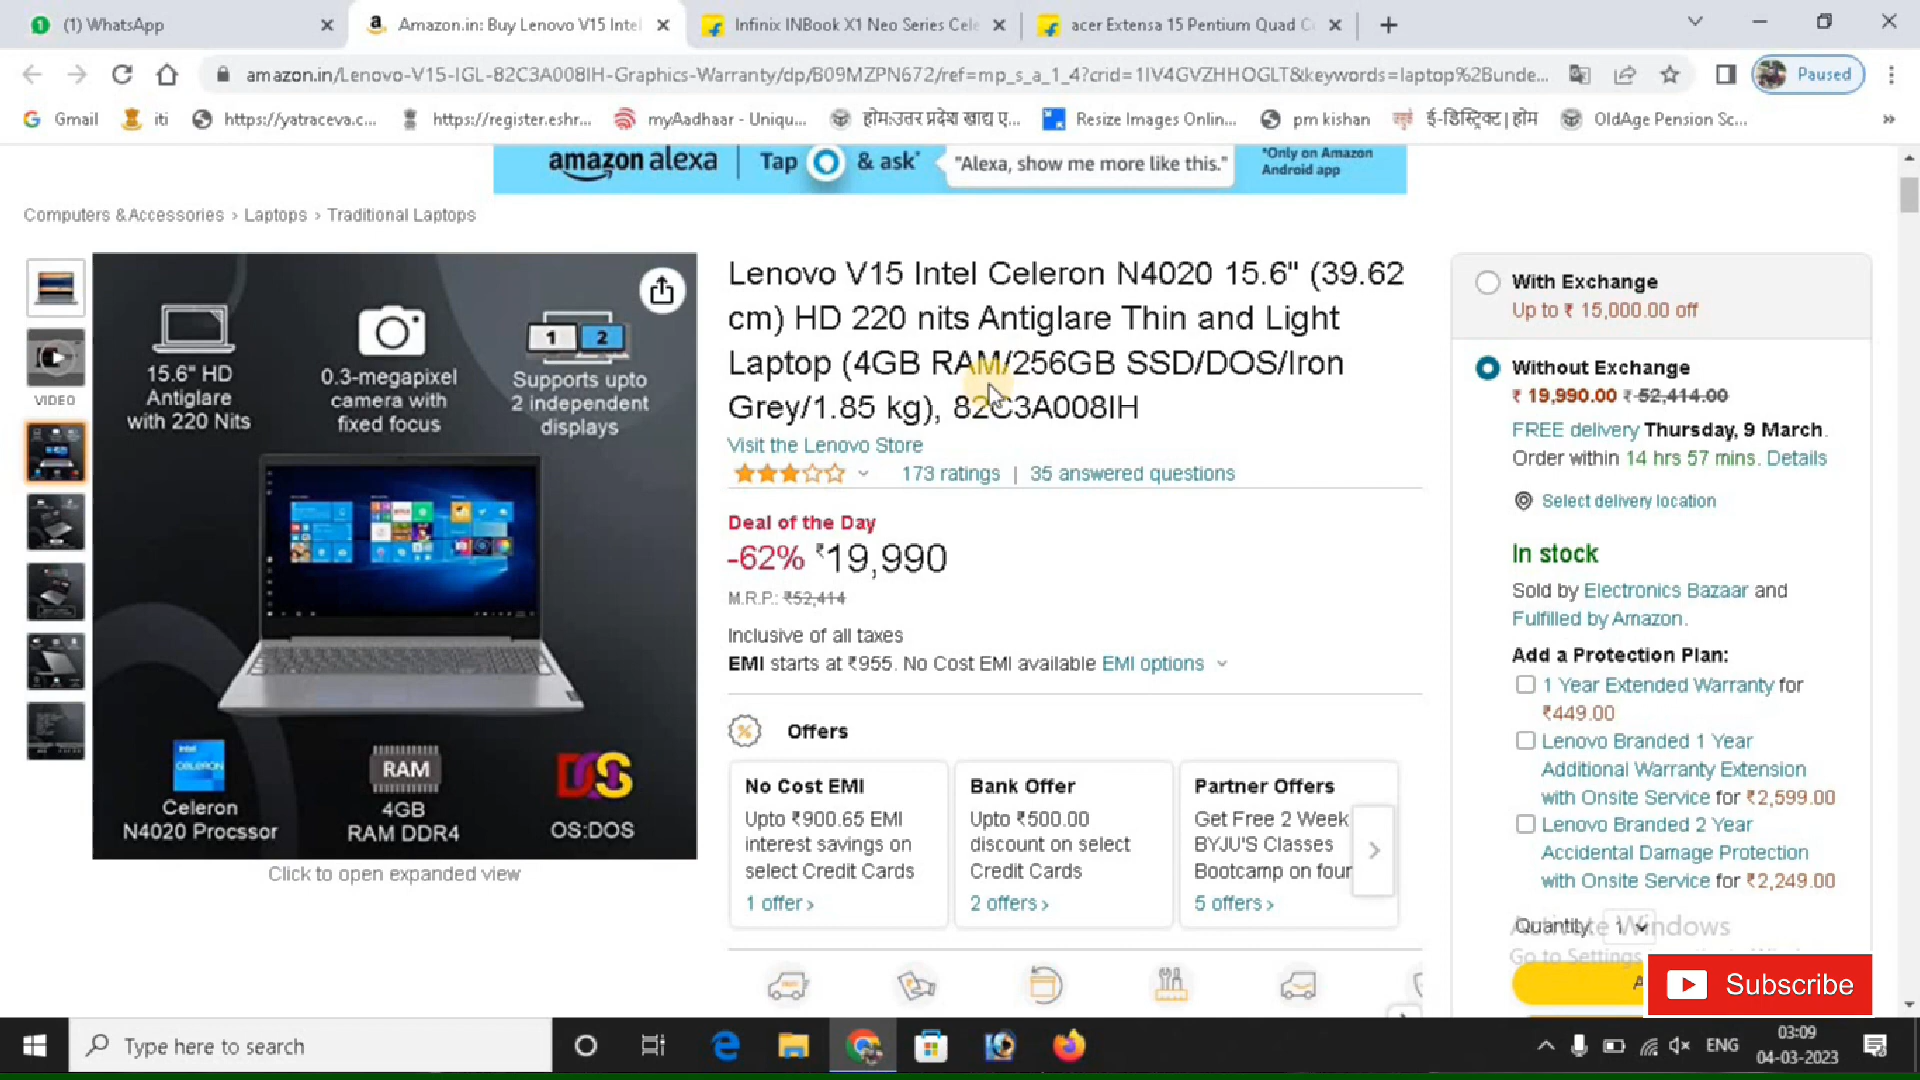 (1) WhatsApp
Amazon.in: Buy Lenovo V15 Intel
Infinix INBook X1 Neo Series Cele
acer Extensa 15 Pentium Quad C
amazon.in/Lenovo-V15-IGL-82C3A008IH-Graphics-Warranty/dp/B09MZPN672/ref=mp_s_a_1_4?crid=1IV4GVZHHOGLT&keywords=laptop%2Bunde...
Paused
Gmail
iti
https://yatraceva.c...
https://register.eshr...
myAadhaar - Uniqu...
होम:उत्तर प्रदेश खाद्य ए...
Resize Images Onlin...
pm kishan
ई-डिस्ट्रिक्ट | होम
OldAge Pension Sc...
amazon alexa | Tap & ask*
"Alexa, show me more like this."
*Only on Amazon
Android app
Computers & Accessories › Laptops › Traditional Laptops
VIDEO
15.6" HD
Antiglare
with 220 Nits
0.3-megapixel
camera with
fixed focus
1 2
Supports upto
2 independent
displays
intel
CELERON
Celeron
N4020 Procssor
RAM
4GB
RAM DDR4
DOS
OS:DOS
Click to open expanded view
Lenovo V15 Intel Celeron N4020 15.6" (39.62
cm) HD 220 nits Antiglare Thin and Light
Laptop (4GB RAM/256GB SSD/DOS/Iron
Grey/1.85 kg), 82C3A008IH
Visit the Lenovo Store
173 ratings | 35 answered questions
Deal of the Day
-62% ₹19,990
M.R.P.: ₹52,414
Inclusive of all taxes
EMI starts at ₹955. No Cost EMI available EMI options
Offers
No Cost EMI
Upto ₹900.65 EMI
interest savings on
select Credit Cards
1 offer ›
Bank Offer
Upto ₹500.00
discount on select
Credit Cards
2 offers ›
Partner Offers
Get Free 2 Week
BYJU'S Classes
Bootcamp on four
5 offers ›
With Exchange
Up to ₹ 15,000.00 off
Without Exchange
₹ 19,990.00 ₹ 52,414.00
FREE delivery Thursday, 9 March.
Order within 14 hrs 57 mins. Details
Select delivery location
In stock
Sold by Electronics Bazaar and
Fulfilled by Amazon.
Add a Protection Plan:
1 Year Extended Warranty for
₹449.00
Lenovo Branded 1 Year
Additional Warranty Extension
with Onsite Service for ₹2,599.00
Lenovo Branded 2 Year
Accidental Damage Protection
with Onsite Service for ₹2,249.00
Quantity: 1
Activate Windows
Go to Settings
Subscribe
Type here to search
ENG
03:09
04-03-2023